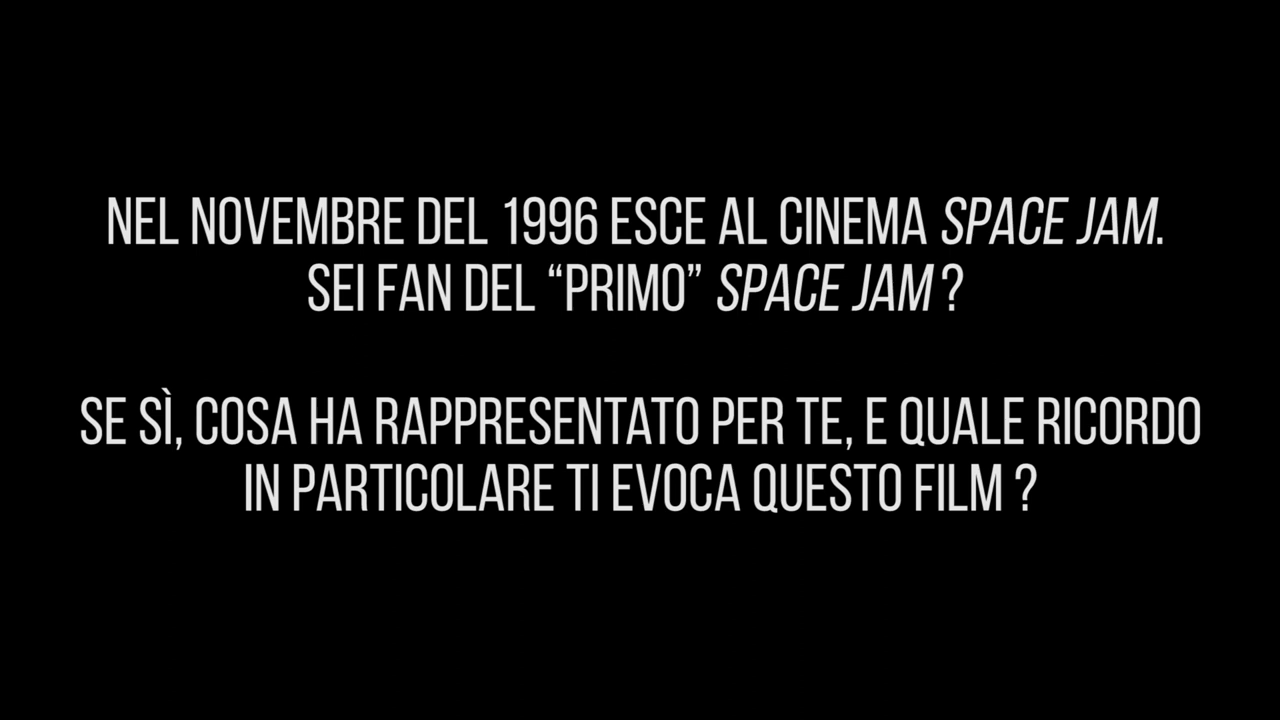 NEL NOVEMBRE DEL 1996 ESCE AL CINEMA SPACE JAM.
SEI FAN DEL “PRIMO” SPACE JAM ?
SE SÌ, COSA HA RAPPRESENTATO PER TE, E QUALE RICORDO
IN PARTICOLARE TI EVOCA QUESTO FILM ?